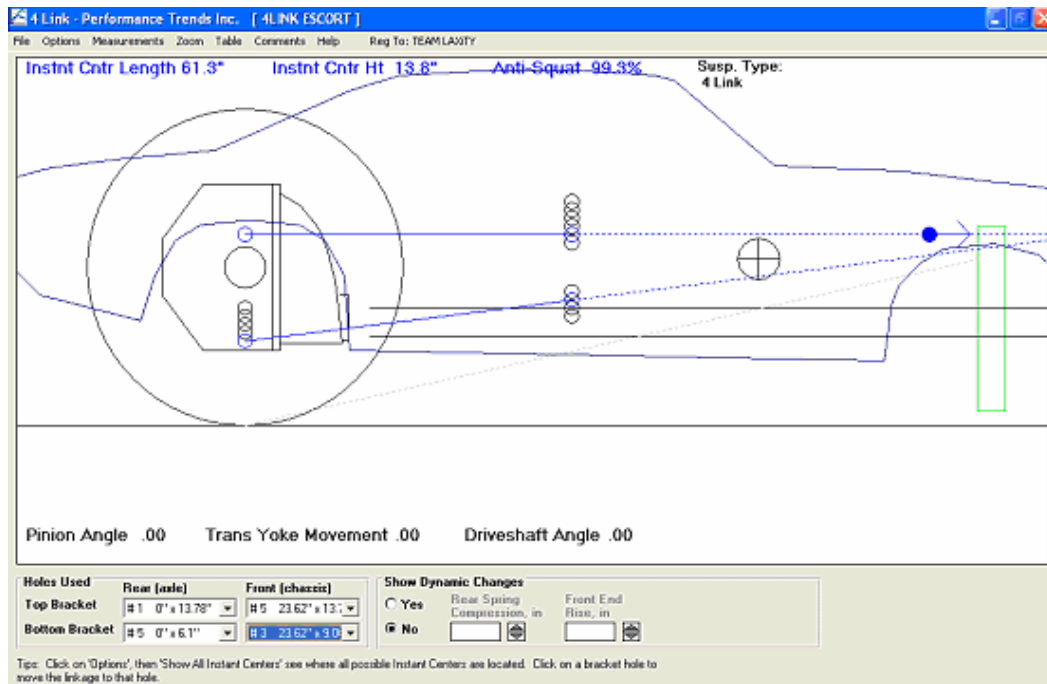 4 Link - Performance Trends Inc. [ 4LINK ESCORT ]
File Options Measurements Zoom Table Comments Help Reg To: TEAM LAXITY
Instnt Cntr Length 61.3" Instnt Cntr Ht 13.8" Anti-Squat 99.3% Susp. Type:
4 Link
Pinion Angle .00 Trans Yoke Movement .00 Driveshaft Angle .00
Holes Used Rear (axle) Front (chassis)
Top Bracket #1 0" x 13.78" #5 23.62" x 13.7
Bottom Bracket #5 0" x 6.1" #3 23.62" x 9.0
Show Dynamic Changes
Yes Rear Spring Compression, in Front End Rise, in
No
Tips: Click on 'Options', then 'Show All Instant Centers' see where all possible Instant Centers are located. Click on a bracket hole to
move the linkage to that hole.